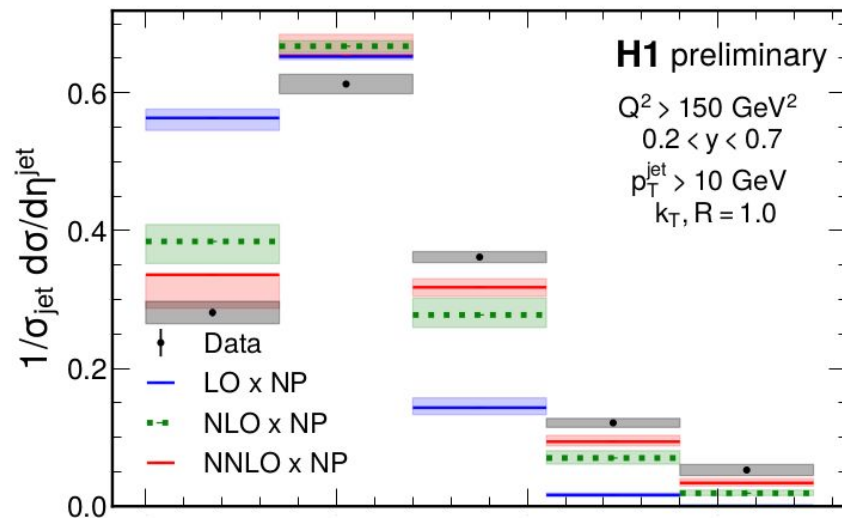 H1 preliminary
Q² > 150 GeV²
0.2 < y < 0.7
p_T^jet > 10 GeV
k_T, R = 1.0
1/σ_jet dσ/dη^jet
0.6
0.4
0.2
0.0
Data
LO x NP
NLO x NP
NNLO x NP